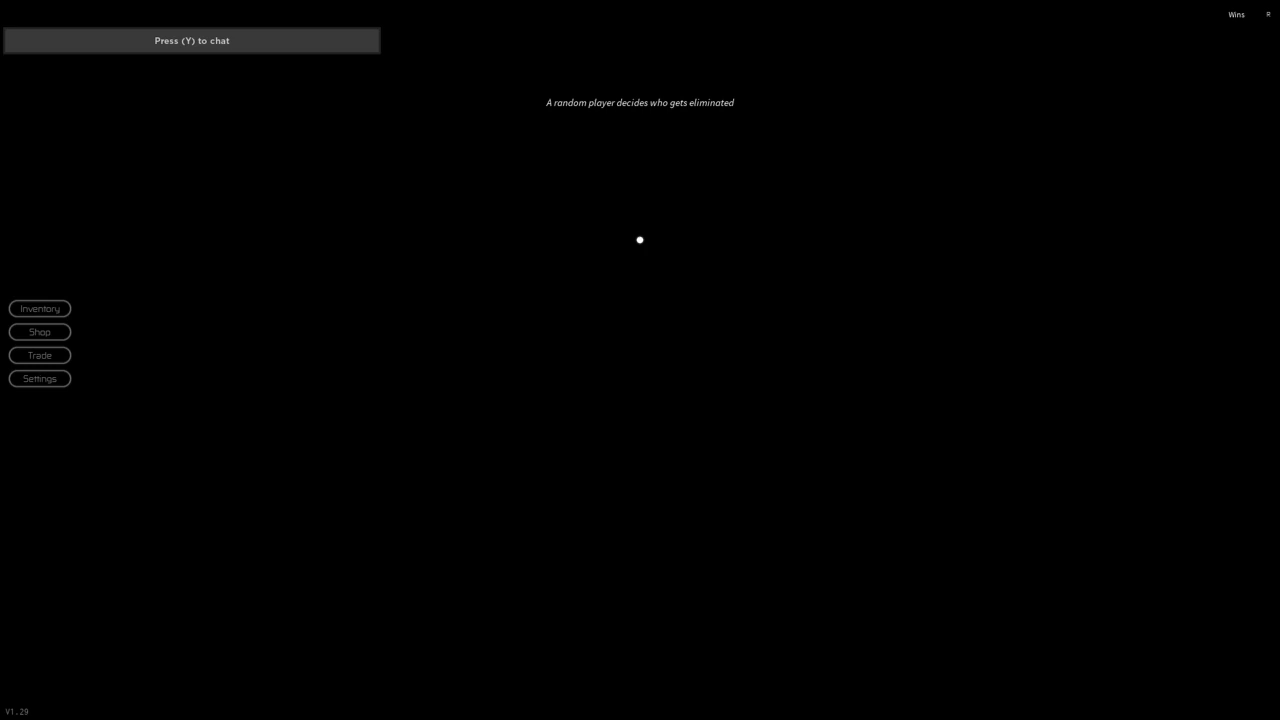 Wins R
Press (Y) to chat
A random player decides who gets eliminated
Inventory
Shop
Trade
Settings
V1.29